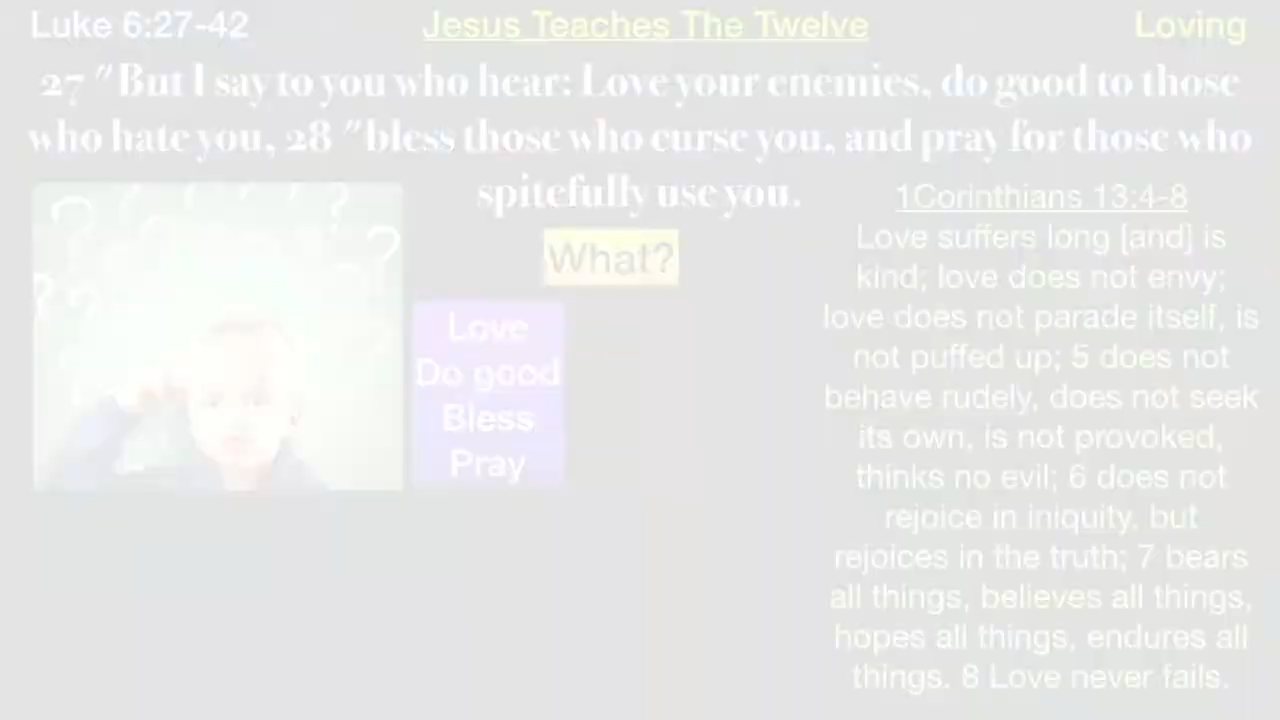 Luke 6:27-42
Jesus Teaches The Twelve
Loving
27 "But I say to you who hear: Love your enemies, do good to those
who hate you, 28 "bless those who curse you, and pray for those who
spitefully use you.
What?
Love
Do good
Bless
Pray
1Corinthians 13:4-8
Love suffers long [and] is
kind; love does not envy;
love does not parade itself, is
not puffed up; 5 does not
behave rudely, does not seek
its own, is not provoked,
thinks no evil; 6 does not
rejoice in iniquity, but
rejoices in the truth; 7 bears
all things, believes all things,
hopes all things, endures all
things. 8 Love never fails.